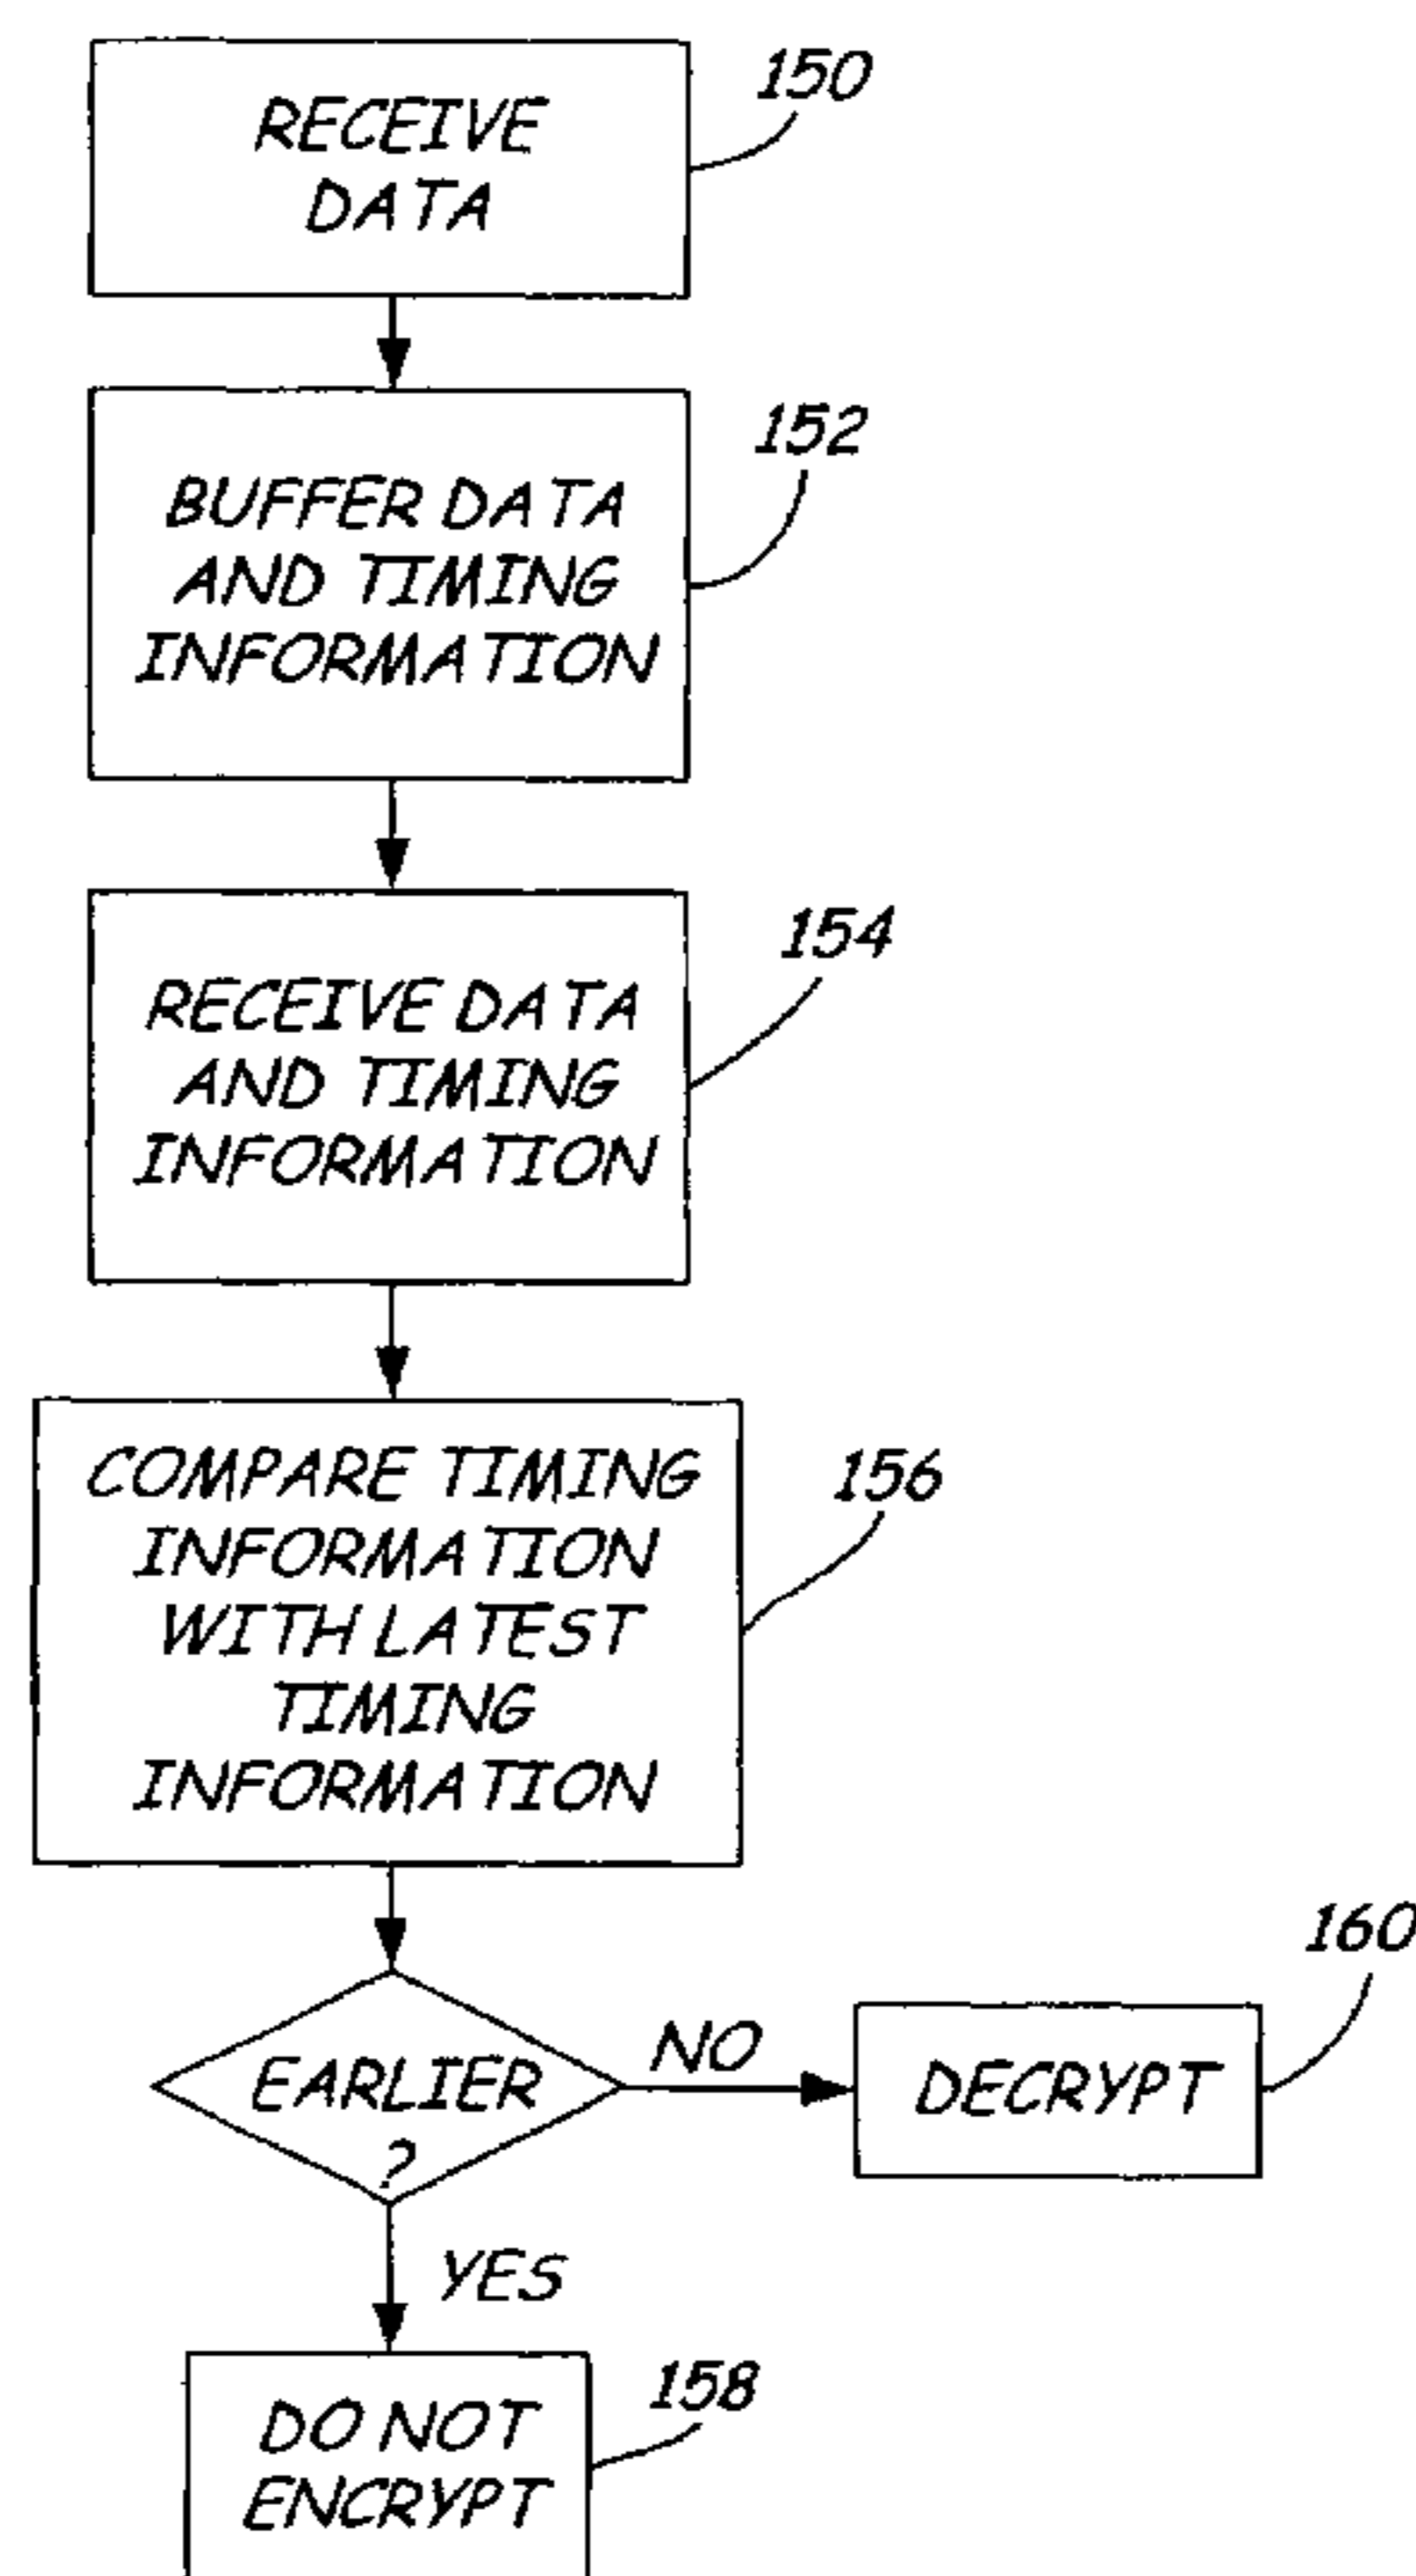 RECEIVE
DATA
150
BUFFER DATA
AND TIMING
INFORMATION
152
RECEIVE DATA
AND TIMING
INFORMATION
154
COMPARE TIMING
INFORMATION
WITH LATEST
TIMING
INFORMATION
156
EARLIER
?
NO
DECRYPT
160
YES
DO NOT
ENCRYPT
158